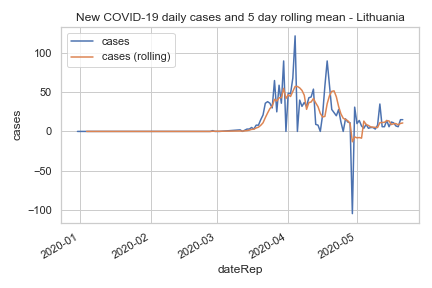 New COVID-19 daily cases and 5 day rolling mean - Lithuania
cases
cases (rolling)
100
50
0
−50
−100
cases
2020-01
2020-02
2020-03
2020-04
2020-05
dateRep